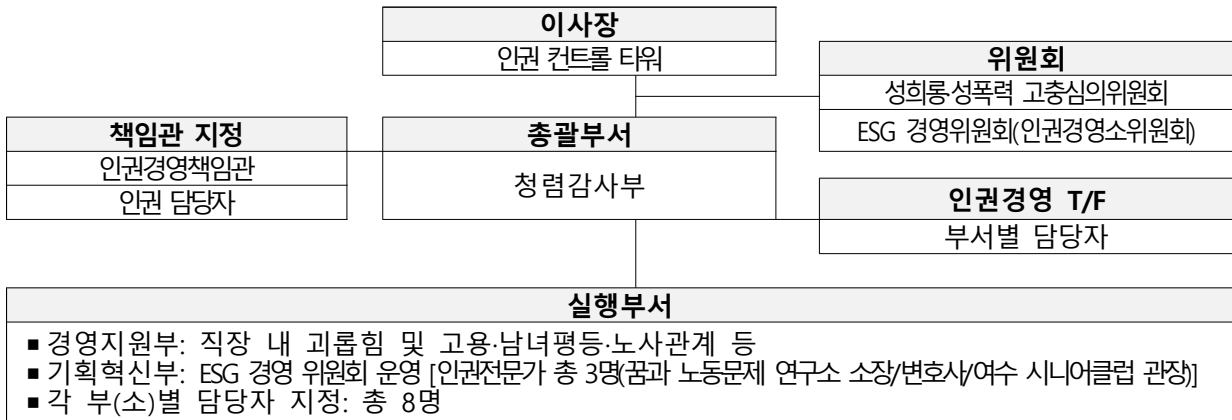 이사장
인권 컨트롤 타워
위원회
성희롱·성폭력 고충심의위원회
ESG 경영위원회(인권경영소위원회)
책임관 지정
인권경영책임관
인권 담당자
총괄부서
청렴감사부
인권경영 T/F
부서별 담당자
실행부서
▪ 경영지원부: 직장 내 괴롭힘 및 고용·남녀평등·노사관계 등
▪ 기획혁신부: ESG 경영 위원회 운영 [인권전문가 총 3명(꿈과 노동문제 연구소 소장/변호사/여수 시니어클럽 관장)]
▪ 각 부(소)별 담당자 지정: 총 8명